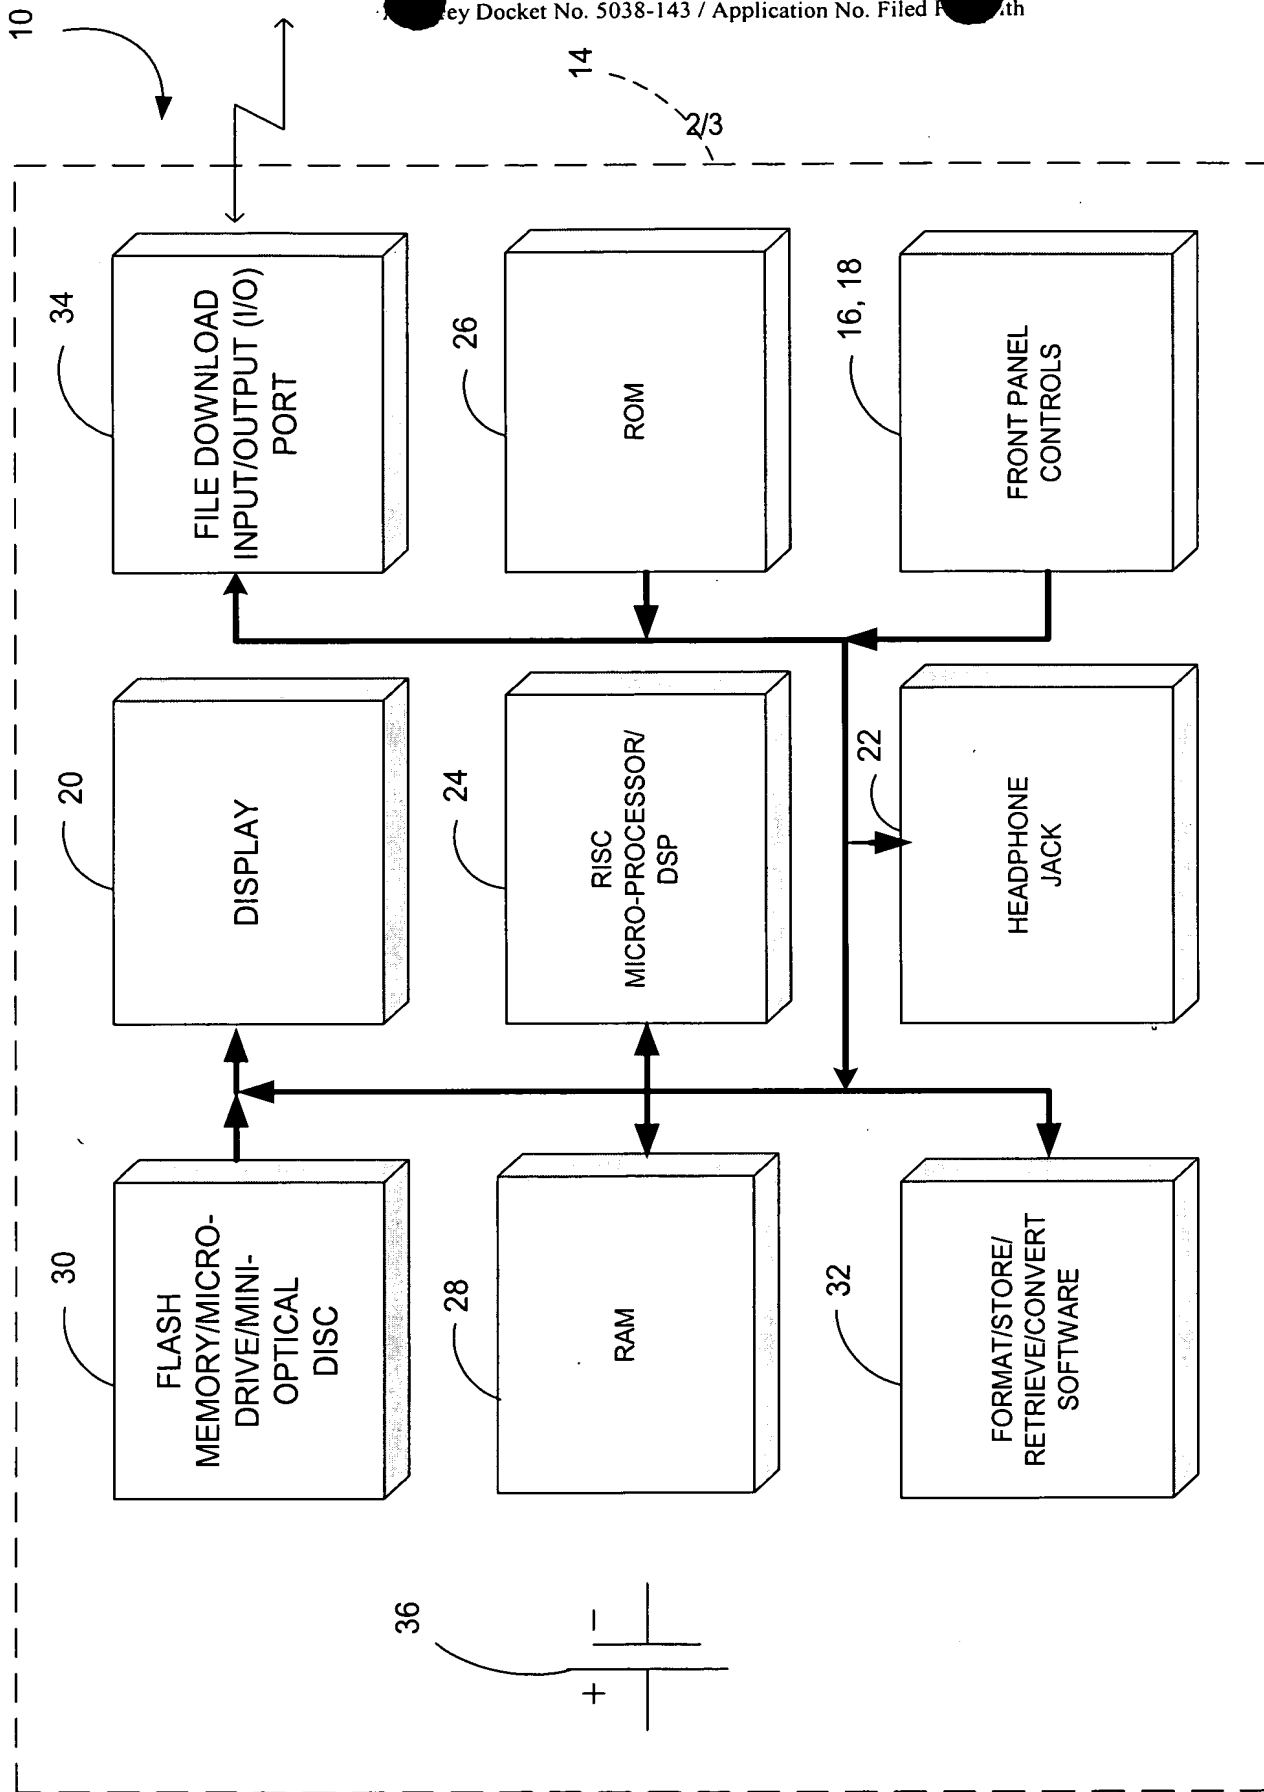 Docket No. 5038-143 / Application No. Filed
2/3
10
14
36
30
FLASH
MEMORY/MICRO-
DRIVE/MINI-
OPTICAL
DISC
20
DISPLAY
34
FILE DOWNLOAD
INPUT/OUTPUT (I/O)
PORT
28
RAM
24
RISC
MICRO-PROCESSOR/
DSP
26
ROM
32
FORMAT/STORE/
RETRIEVE/CONVERT
SOFTWARE
22
HEADPHONE
JACK
16, 18
FRONT PANEL
CONTROLS
+ −